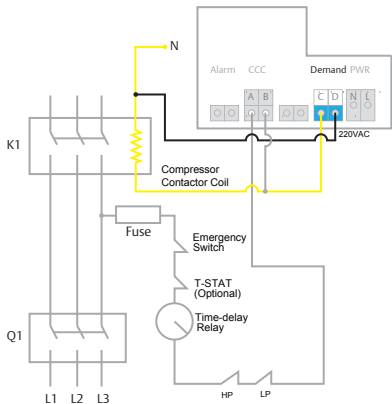 N
Alarm CCC Demand PWR
A B C D N L
220VAC
K1
Compressor
Contactor Coil
Fuse
Emergency
Switch
T-STAT
(Optional)
Time-delay
Relay
Q1
HP LP
L1 L2 L3